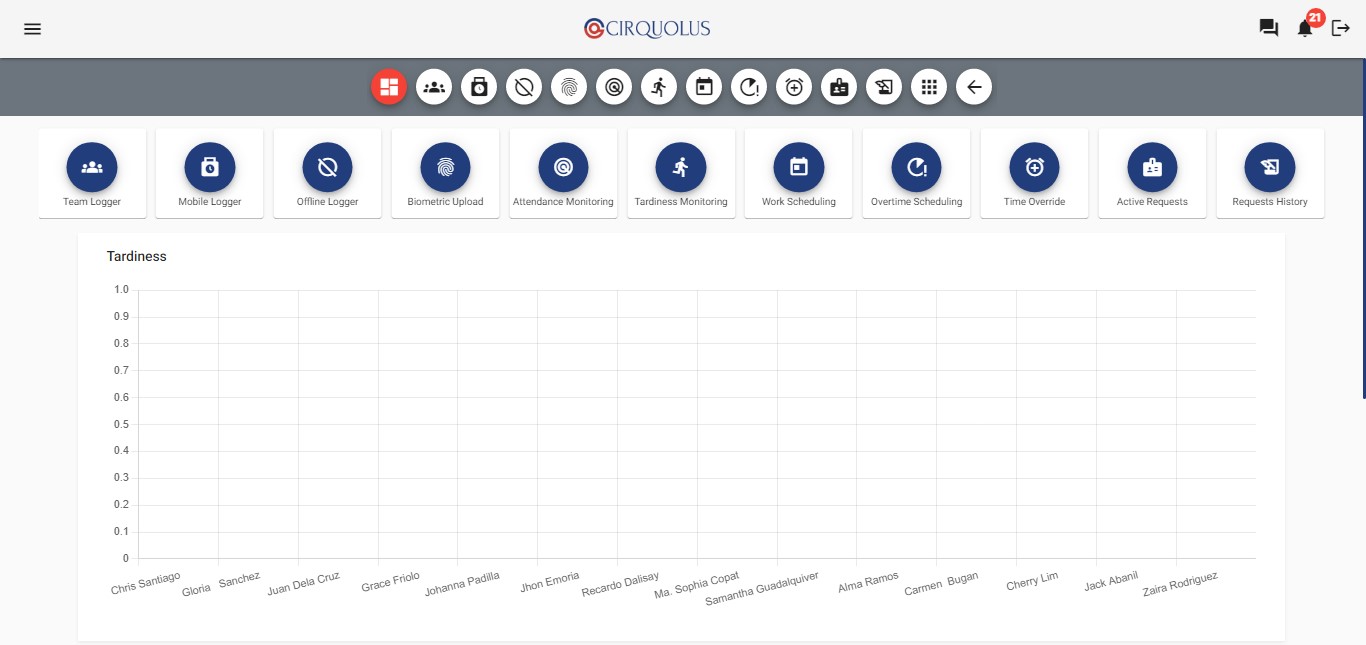 CIRQUOLUS
21
Team Logger
Mobile Logger
Offline Logger
Biometric Upload
Attendance Monitoring
Tardiness Monitoring
Work Scheduling
Overtime Scheduling
Time Override
Active Requests
Requests History
Tardiness
1.0
0.9
0.8
0.7
0.6
0.5
0.4
0.3
0.2
0.1
0
Chris Santiago
Gloria   Sanchez
Juan Dela Cruz
Grace Friolo
Johanna Padilla
Jhon Emoria
Recardo Dalisay
Ma. Sophia Copat
Samantha Guadalquiver
Alma Ramos
Carmen  Bugan
Cherry Lim
Jack Abanil
Zaira Rodriguez